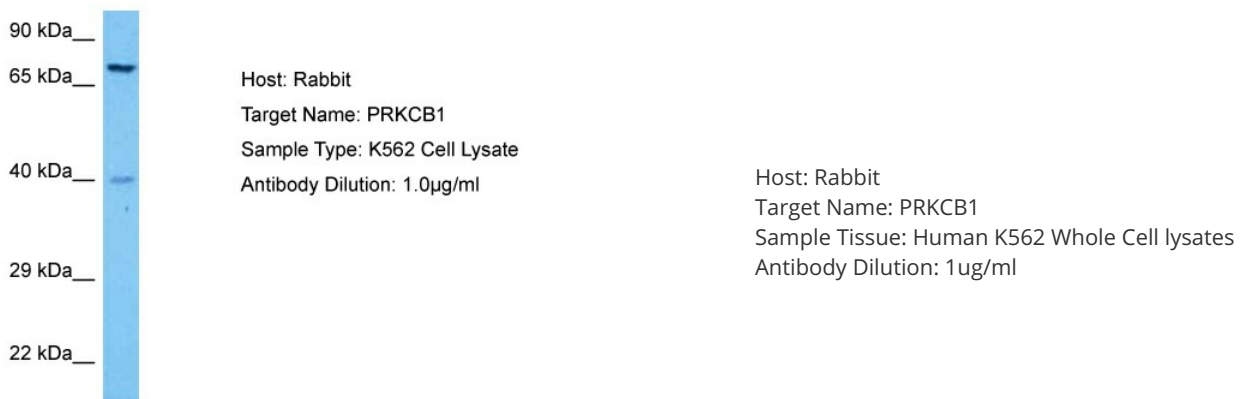 90 kDa__
65 kDa__
40 kDa__
29 kDa__
22 kDa__
Host: Rabbit
Target Name: PRKCB1
Sample Type: K562 Cell Lysate
Antibody Dilution: 1.0µg/ml
Host: Rabbit
Target Name: PRKCB1
Sample Tissue: Human K562 Whole Cell lysates
Antibody Dilution: 1ug/ml